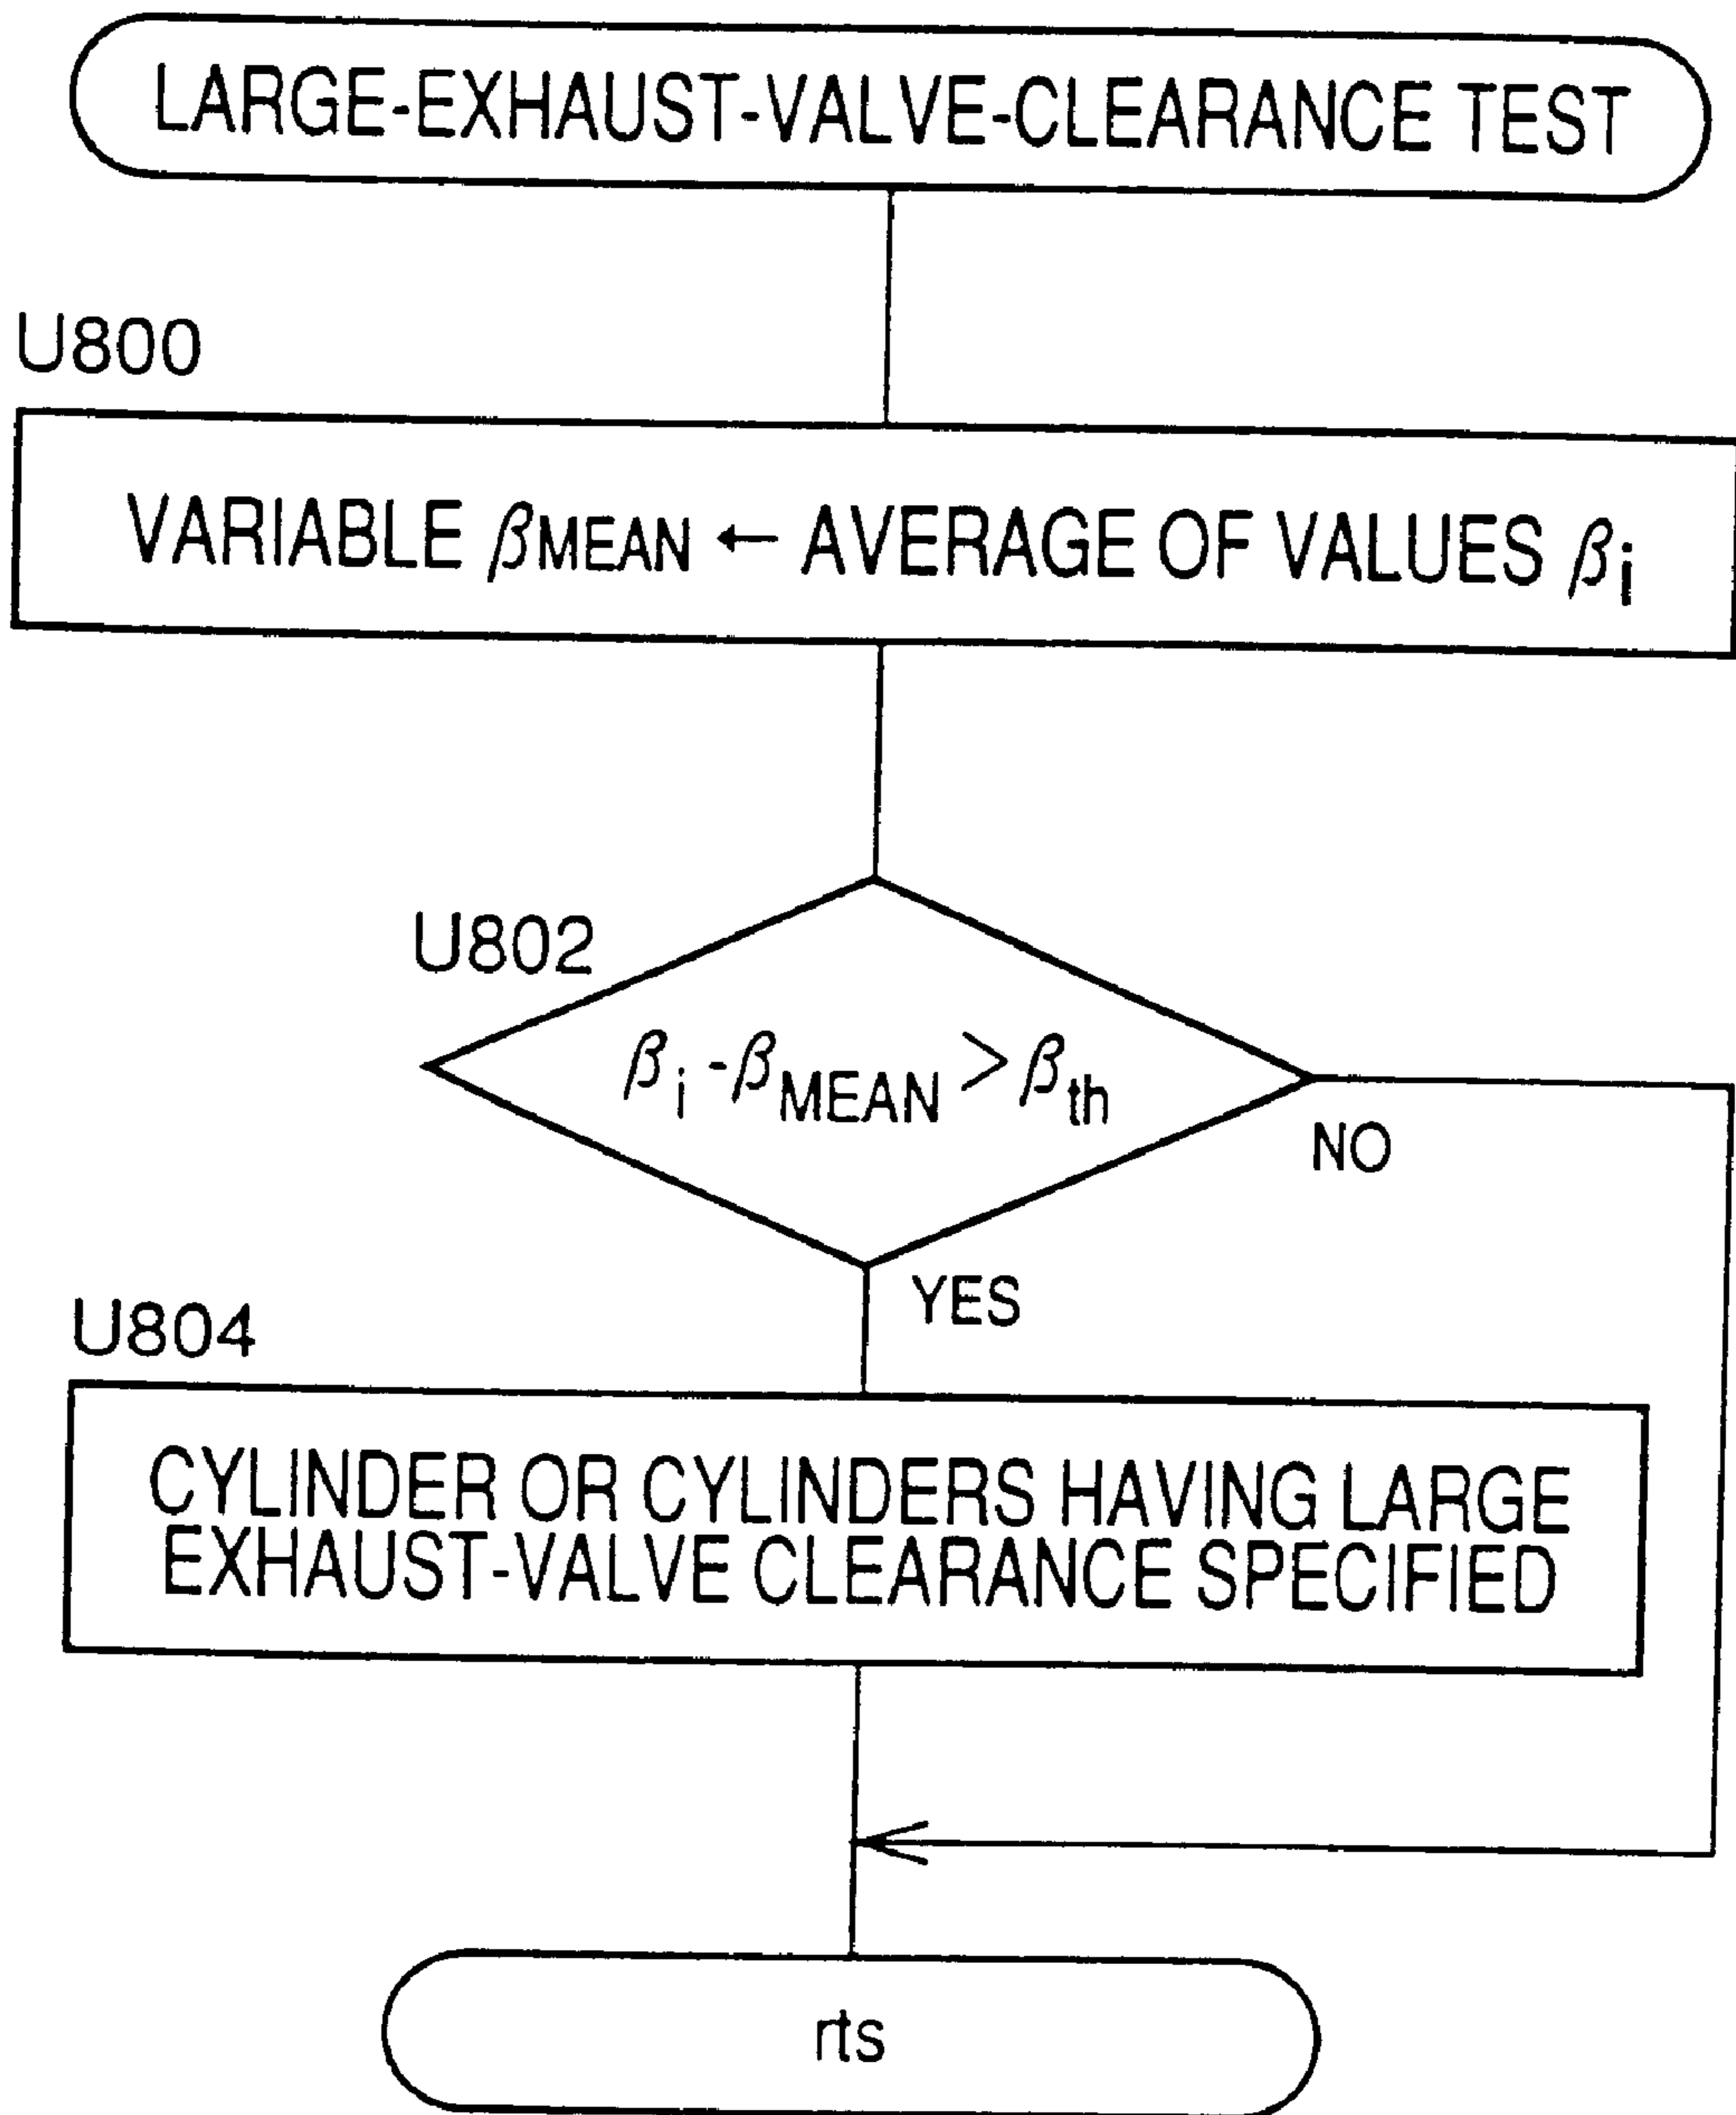 LARGE-EXHAUST-VALVE-CLEARANCE TEST
U800
VARIABLE βMEAN ← AVERAGE OF VALUES βi
U802
βi -βMEAN > βth
NO
YES
U804
CYLINDER OR CYLINDERS HAVING LARGE
EXHAUST-VALVE CLEARANCE SPECIFIED
rts